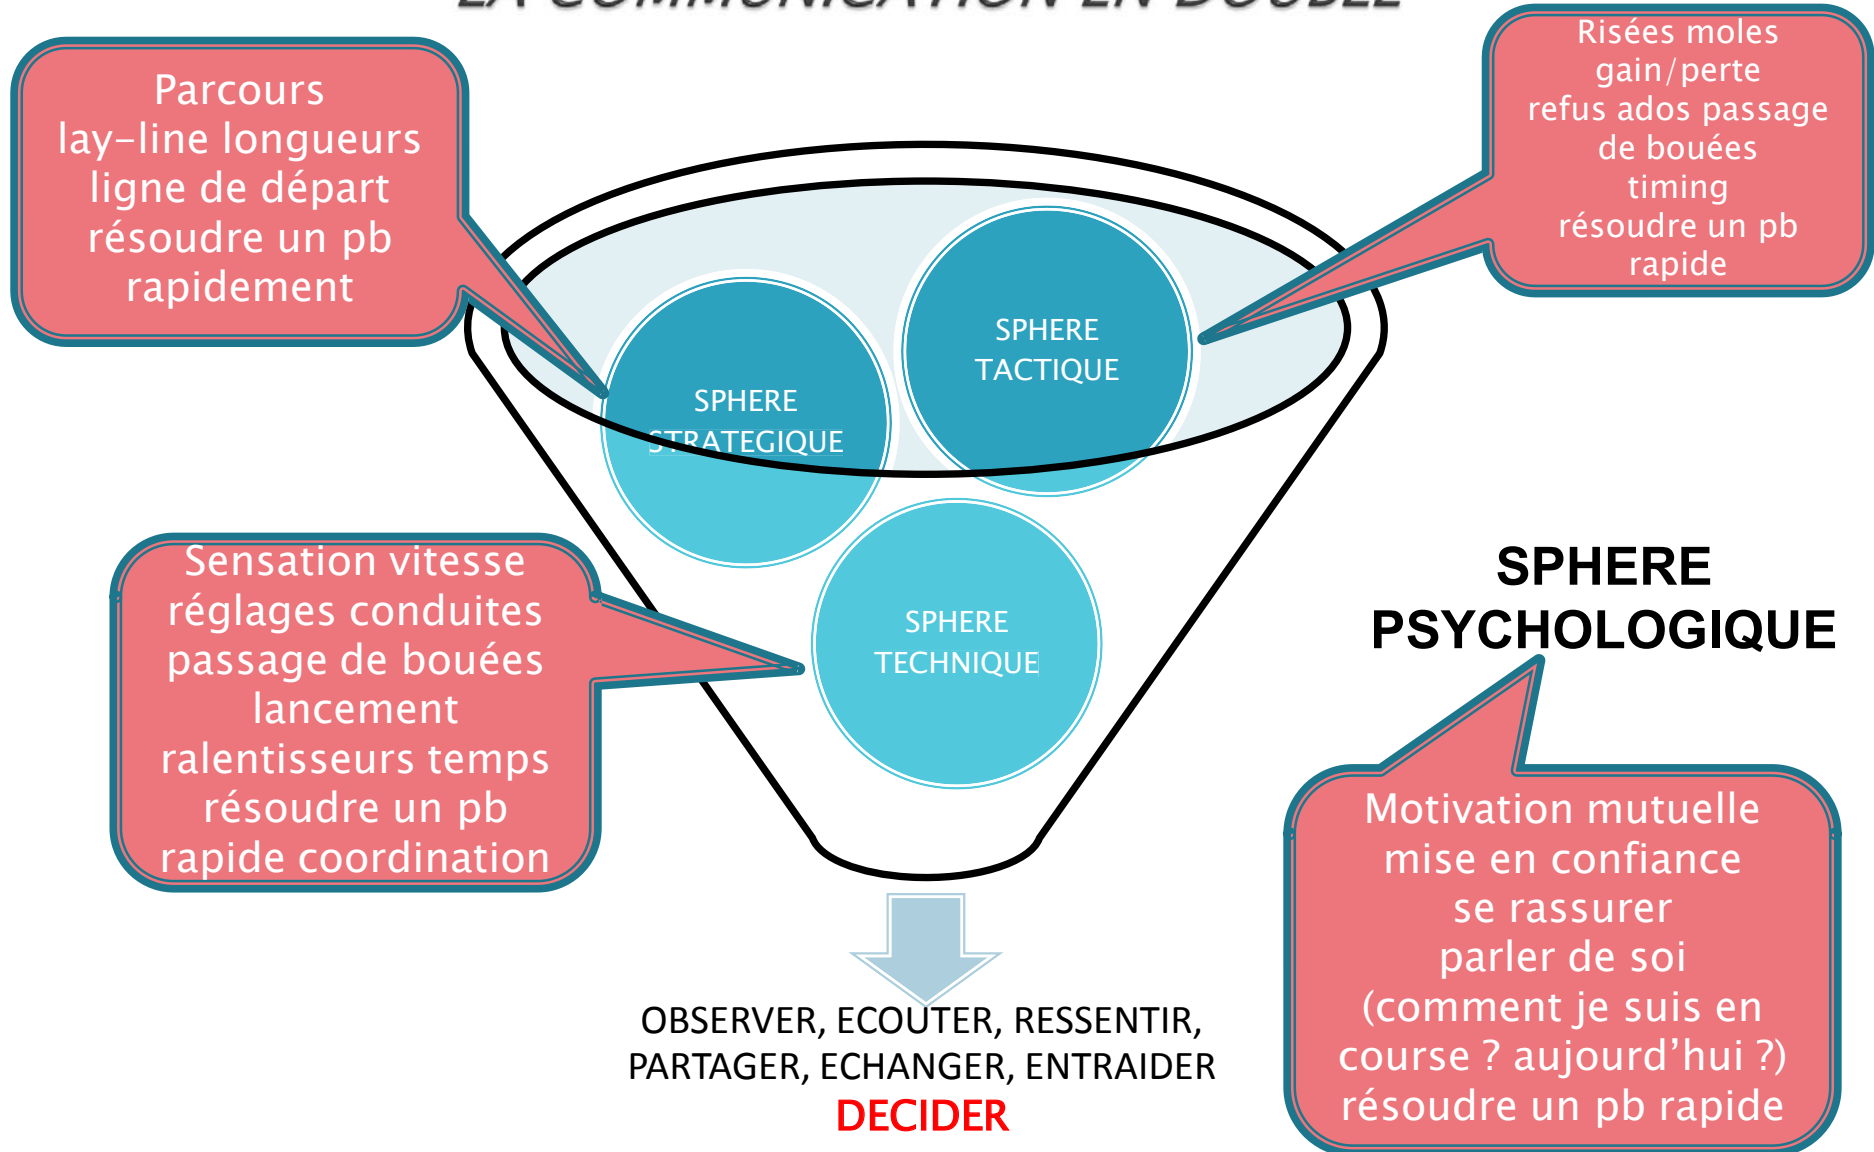 LA COMMUNICATION EN DOUBLE
Parcours
lay-line longueurs
ligne de départ
résoudre un pb
rapidement
Risées moles
gain/perte
refus ados passage
de bouées
timing
résoudre un pb
rapide
SPHERE
TACTIQUE
SPHERE
STRATEGIQUE
Sensation vitesse
réglages conduites
passage de bouées
lancement
ralentisseurs temps
résoudre un pb
rapide coordination
SPHERE
TECHNIQUE
SPHERE
PSYCHOLOGIQUE
Motivation mutuelle
mise en confiance
se rassurer
parler de soi
(comment je suis en
course ? aujourd’hui ?)
résoudre un pb rapide
OBSERVER, ECOUTER, RESSENTIR,
PARTAGER, ECHANGER, ENTRAIDER
DECIDER